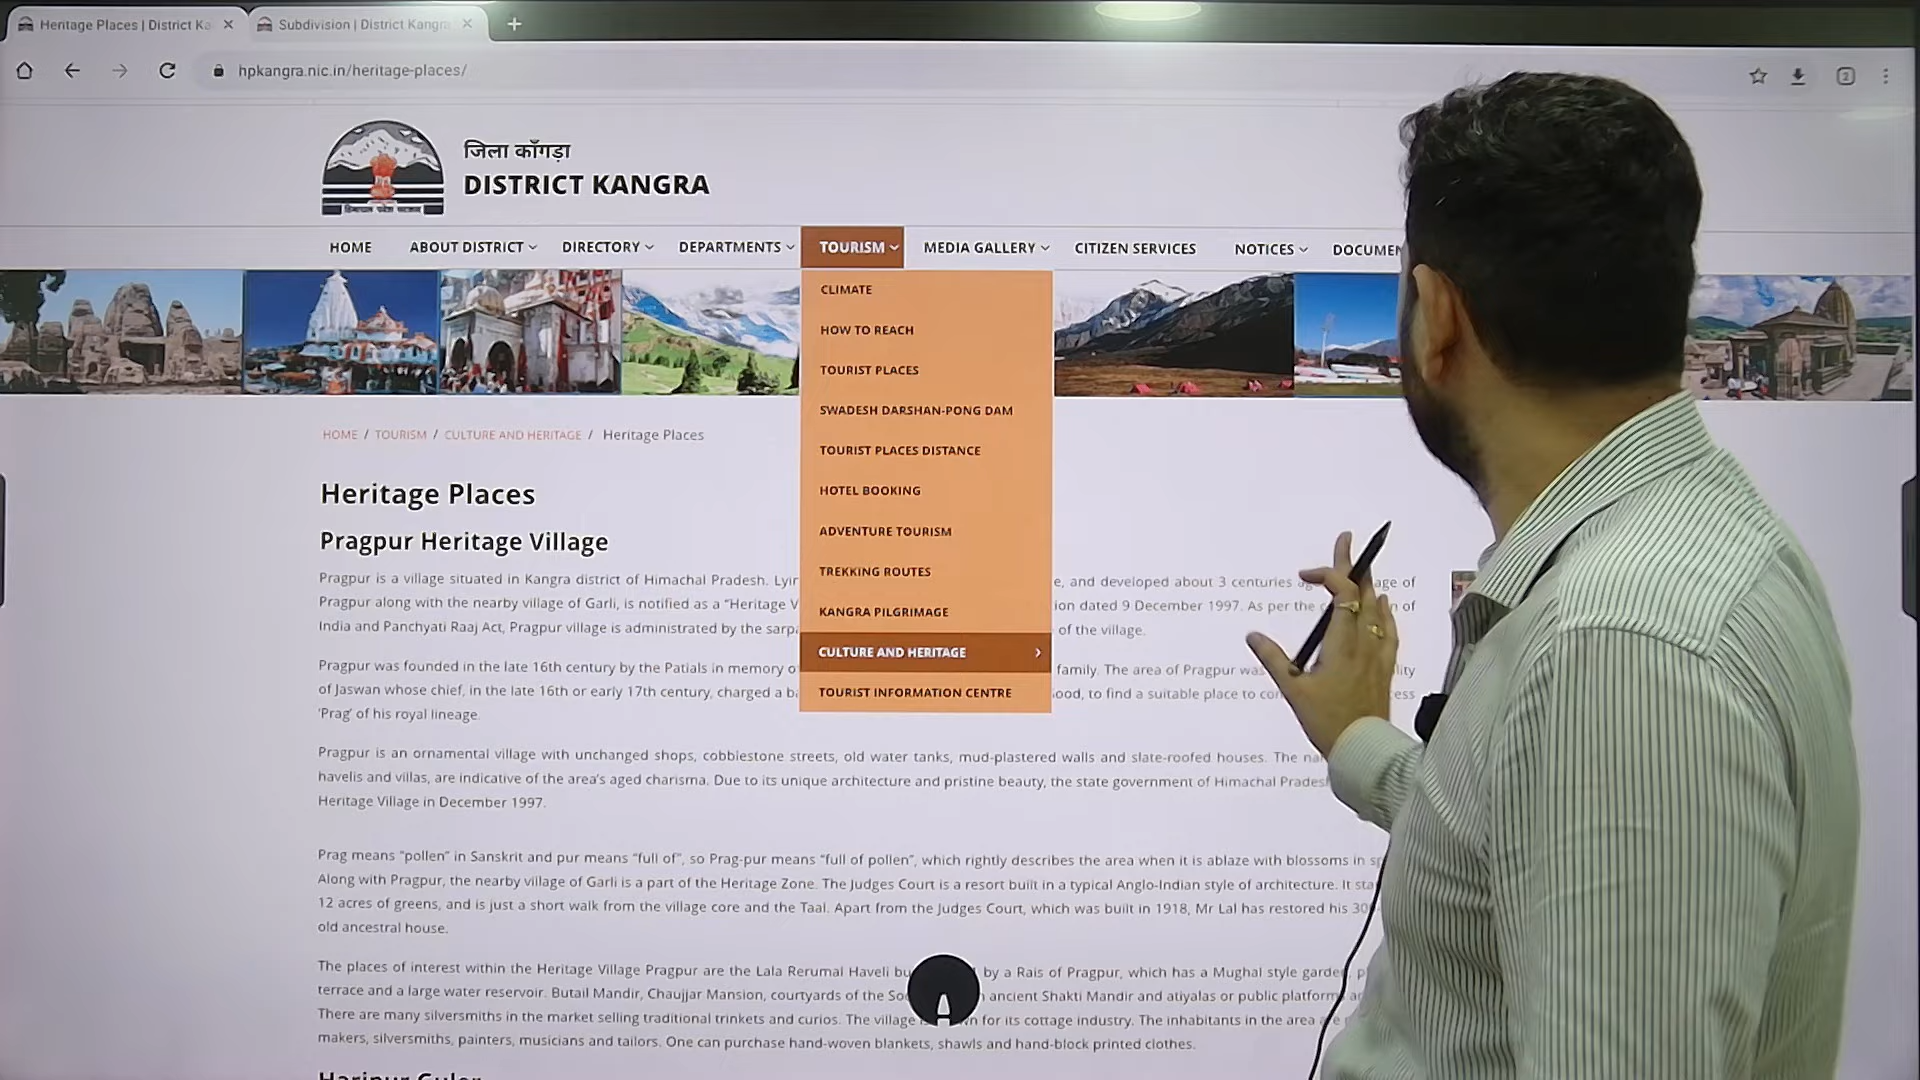 Heritage Places | District Ka
Subdivision | District Kangra
hpkangra.nic.in/heritage-places/
2
जिला काँगड़ा
DISTRICT KANGRA
HOME ABOUT DISTRICT DIRECTORY DEPARTMENTS TOURISM MEDIA GALLERY CITIZEN SERVICES NOTICES DOCUMEN
CLIMATE
HOW TO REACH
TOURIST PLACES
SWADESH DARSHAN-PONG DAM
TOURIST PLACES DISTANCE
HOTEL BOOKING
ADVENTURE TOURISM
TREKKING ROUTES
KANGRA PILGRIMAGE
CULTURE AND HERITAGE
TOURIST INFORMATION CENTRE
HOME / TOURISM / CULTURE AND HERITAGE / Heritage Places
Heritage Places
Pragpur Heritage Village
Pragpur is a village situated in Kangra district of Himachal Pradesh. e, and developed about 3 centuries age of
Pragpur along with the nearby village of Garli, is notified as a “Heritage V ion dated 9 December 1997. As per the of
India and Panchyati Raaj Act, Pragpur village is administered by the of the village.
Pragpur was founded in the late 16th century by the Patials in memory o family. The area of Pragpur was lity
of Jaswan whose chief, in the late 16th or early 17th century, charged a ood, to find a suitable place to ess
‘Prag’ of his royal lineage.
Pragpur is an ornamental village with unchanged shops, cobblestone streets, old water tanks, mud-plastered walls and slate-roofed houses. The
havelis and villas, are indicative of the area’s aged charisma. Due to its unique architecture and pristine beauty, the state government of Himachal Prades
Heritage Village in December 1997.
Prag means “pollen” in Sanskrit and pur means “full of”, so Prag-pur means “full of pollen”, which rightly describes the area when it is ablaze with blossoms in
Along with Pragpur, the nearby village of Garli is a part of the Heritage Zone. The Judges Court is a resort built in a typical Anglo-Indian style of architecture. It
12 acres of greens, and is just a short walk from the village core and the Taal. Apart from the Judges Court, which was built in 1918, Mr Lal has restored his
old ancestral house.
The places of interest within the Heritage Village Pragpur are the Lala Rerumal Haveli bu by a Rais of Pragpur, which has a Mughal style garden
terrace and a large water reservoir. Butail Mandir, Chaujjar Mansion, courtyards of the ancient Shakti Mandir and atiyalas or public platform
There are many silversmiths in the market selling traditional trinkets and curios. The village n for its cottage industry. The inhabitants in the area
makers, silversmiths, painters, musicians and tailors. One can purchase hand-woven blankets, shawls and hand-block printed clothes.
Haripur Guler